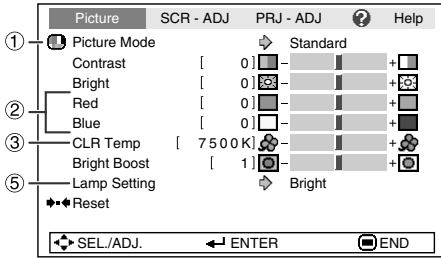 Picture SCR - ADJ PRJ - ADJ ? Help
① Picture Mode Standard
Contrast [ 0 ] - +
Bright [ 0 ] - +
② Red [ 0 ] - +
Blue [ 0 ] - +
③ CLR Temp [ 7500K ] - +
Bright Boost [ 1 ] - +
⑤ Lamp Setting Bright
Reset
SEL./ADJ. ENTER END